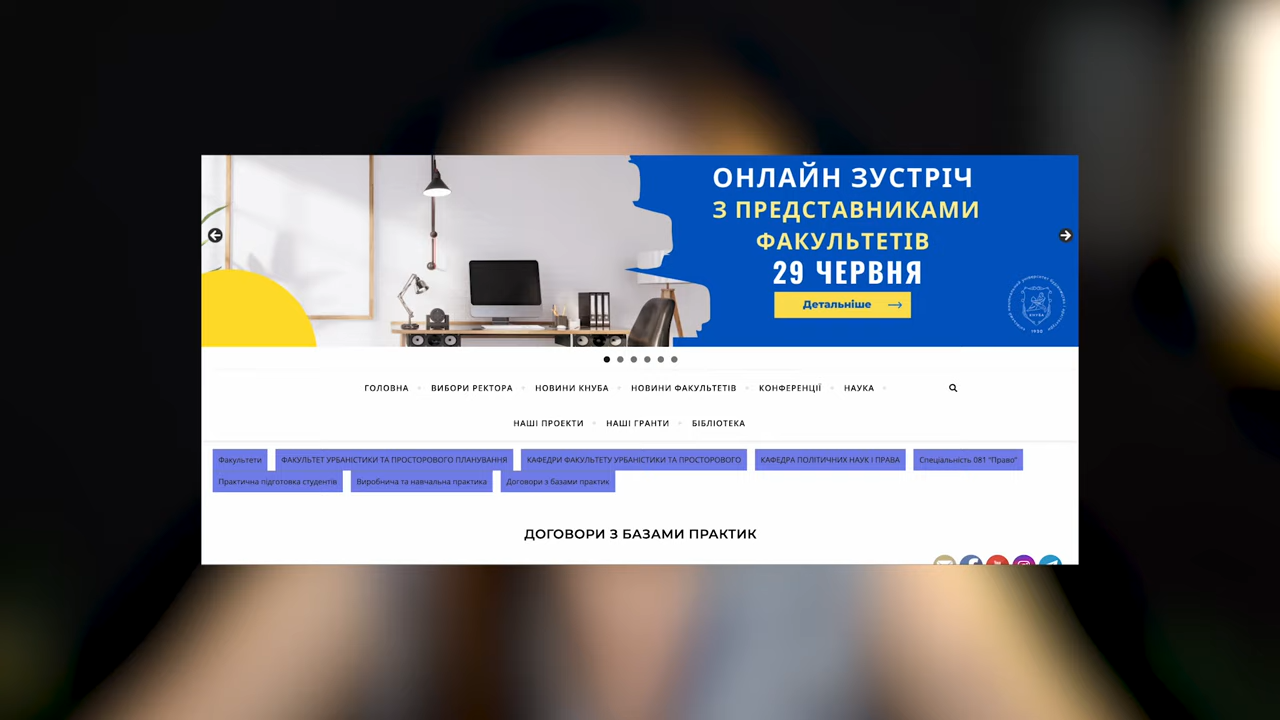 ОНЛАЙН ЗУСТРІЧ
З ПРЕДСТАВНИКАМИ
ФАКУЛЬТЕТІВ
29 ЧЕРВНЯ
Детальніше
КНУБА
1930
ГОЛОВНА ВИБОРИ РЕКТОРА НОВИНИ КНУБА НОВИНИ ФАКУЛЬТЕТІВ КОНФЕРЕНЦІЇ НАУКА
НАШІ ПРОЕКТИ НАШІ ГРАНТИ БІБЛІОТЕКА
Факультети ФАКУЛЬТЕТ УРБАНІСТИКИ ТА ПРОСТОРОВОГО ПЛАНУВАННЯ КАФЕДРИ ФАКУЛЬТЕТУ УРБАНІСТИКИ ТА ПРОСТОРОВОГО КАФЕДРА ПОЛІТИЧНИХ НАУК І ПРАВА Спеціальність 081 "Право"
Практична підготовка студентів Виробнича та навчальна практика Договори з базами практик
ДОГОВОРИ З БАЗАМИ ПРАКТИК